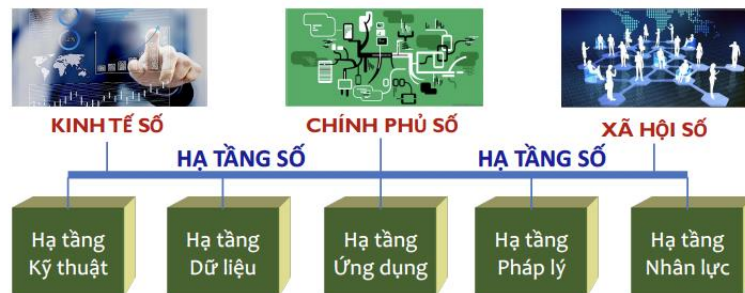 KINH TẾ SỐ
CHÍNH PHỦ SỐ
XÃ HỘI SỐ
HẠ TẦNG SỐ
HẠ TẦNG SỐ
Hạ tầng
Kỹ thuật
Hạ tầng
Dữ liệu
Hạ tầng
Ứng dụng
Hạ tầng
Pháp lý
Hạ tầng
Nhân lực